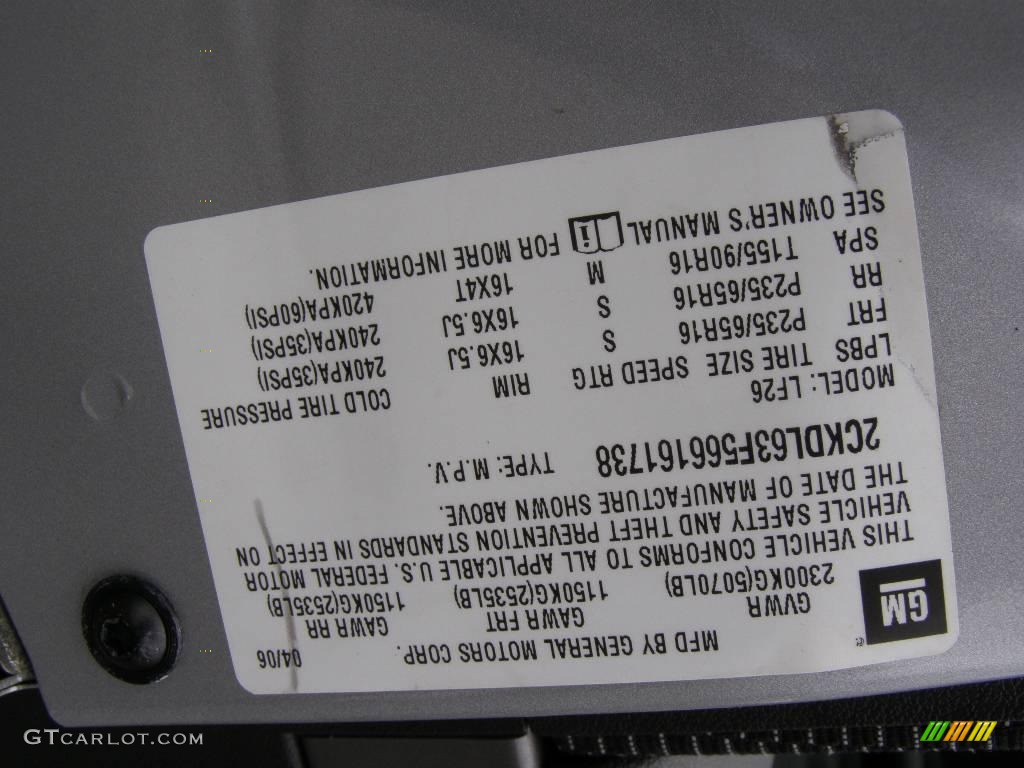 04/06
MFD BY GENERAL MOTORS CORP.
GM
GVWR GAWR FRT GAWR RR
2300KG(5070LB) 1150KG(2535LB) 1150KG(2535LB)
THIS VEHICLE CONFORMS TO ALL APPLICABLE U.S. FEDERAL MOTOR
VEHICLE SAFETY AND THEFT PREVENTION STANDARDS IN EFFECT ON
THE DATE OF MANUFACTURE SHOWN ABOVE.
2CKDL63F566161738 TYPE: M.P.V.
MODEL: LF26
LPBS TIRE SIZE SPEED RTG RIM COLD TIRE PRESSURE
FRT P235/65R16 S 16X6.5J 240KPA(35PSI)
RR P235/65R16 S 16X6.5J 240KPA(35PSI)
SPA T155/90R16 M 16X4T 420KPA(60PSI)
SEE OWNER'S MANUAL i FOR MORE INFORMATION.
GTCARLOT.COM